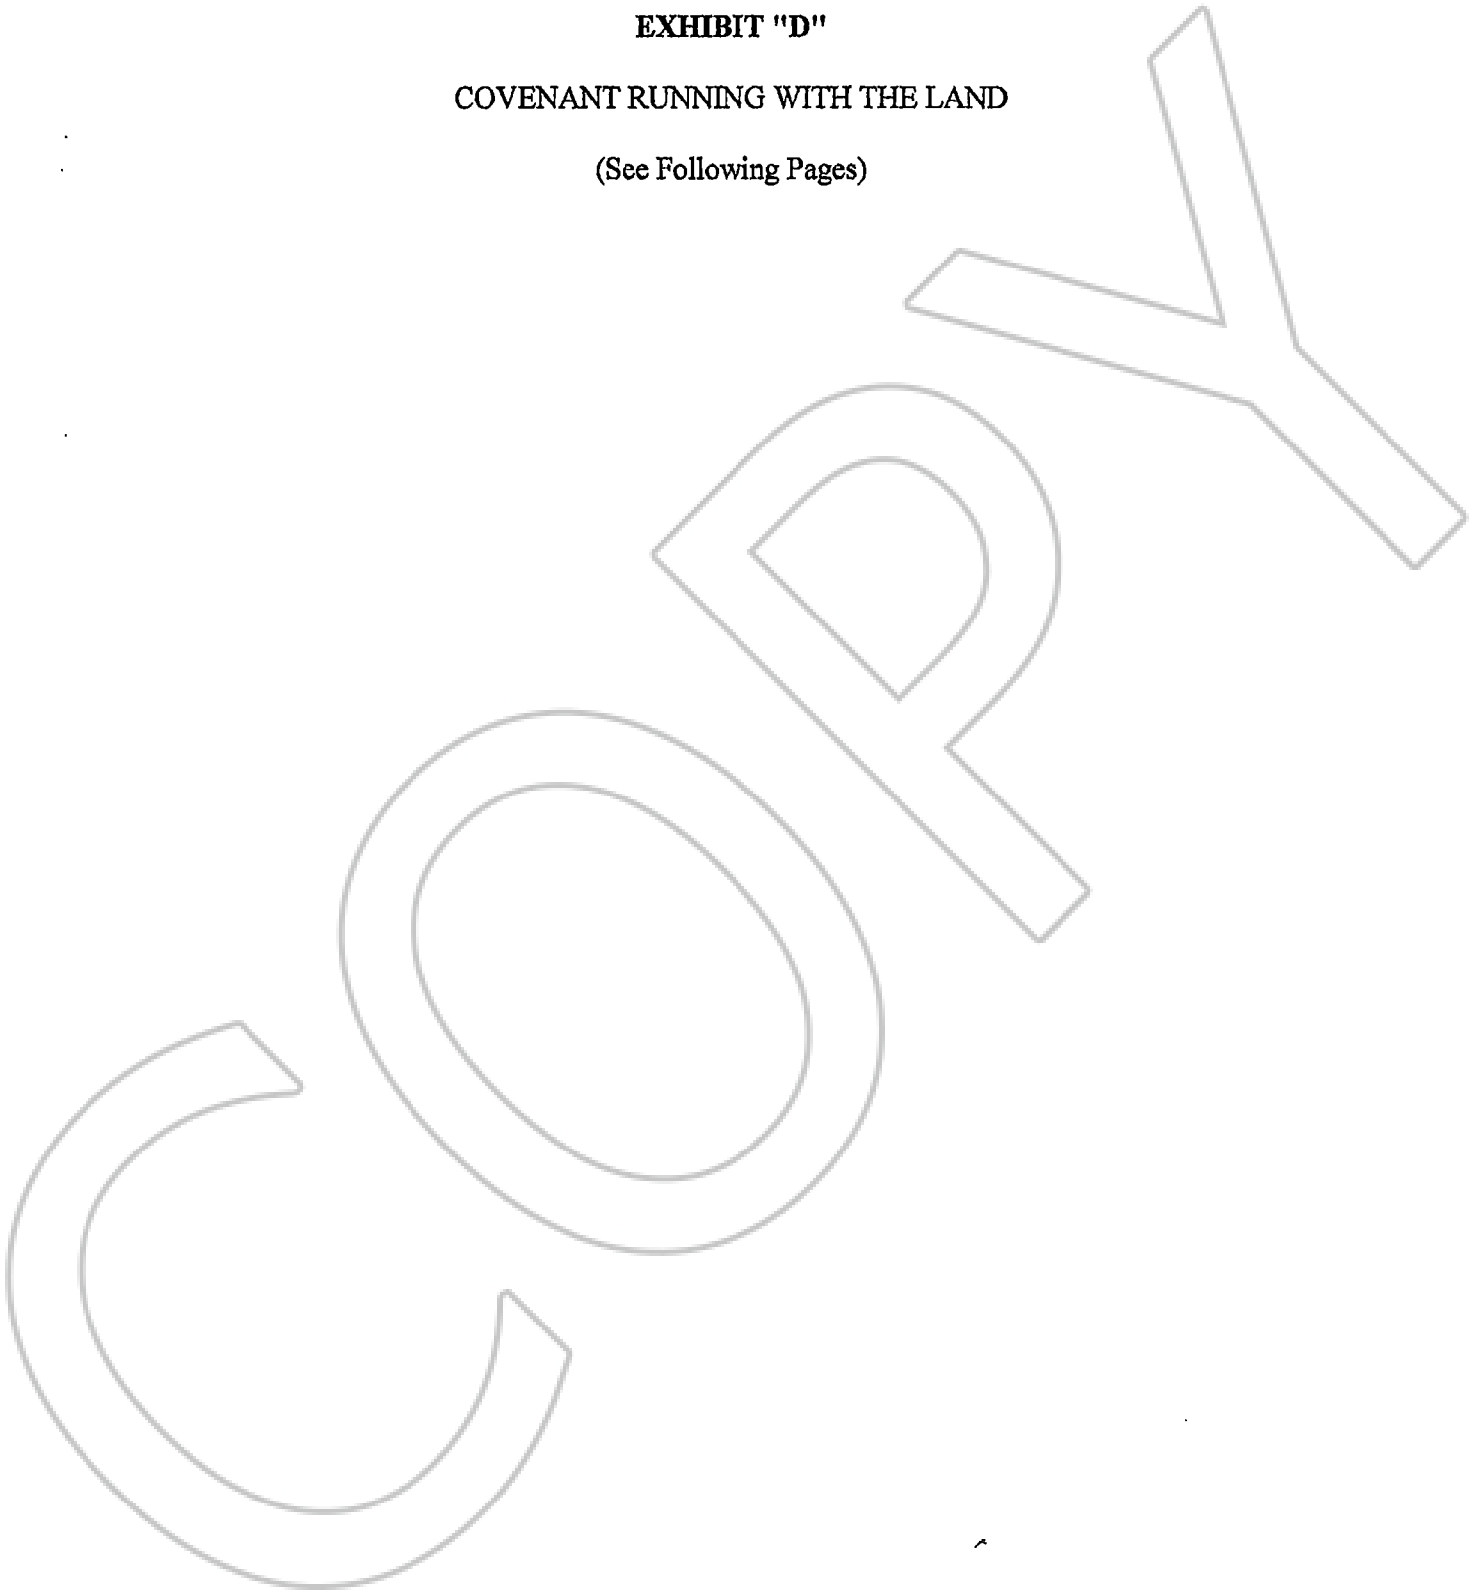 EXHIBIT "D"
COVENANT RUNNING WITH THE LAND
(See Following Pages)
COPY